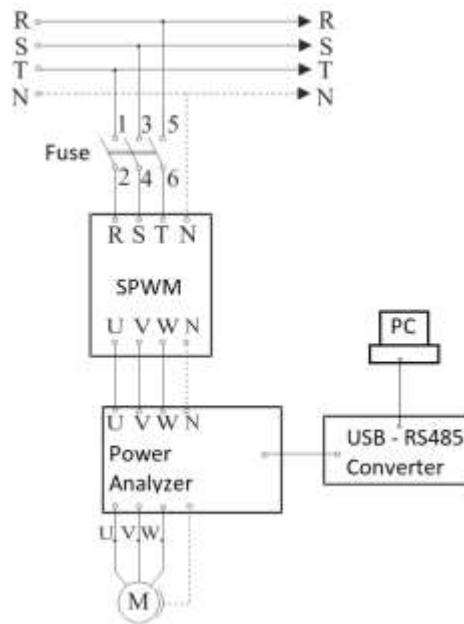 R R
S S
T T
N N
1 3 5
Fuse
2 4 6
R S T N
SPWM
U V W N
PC
U V W N
Power
Analyzer
USB - RS485
Converter
U V W
M